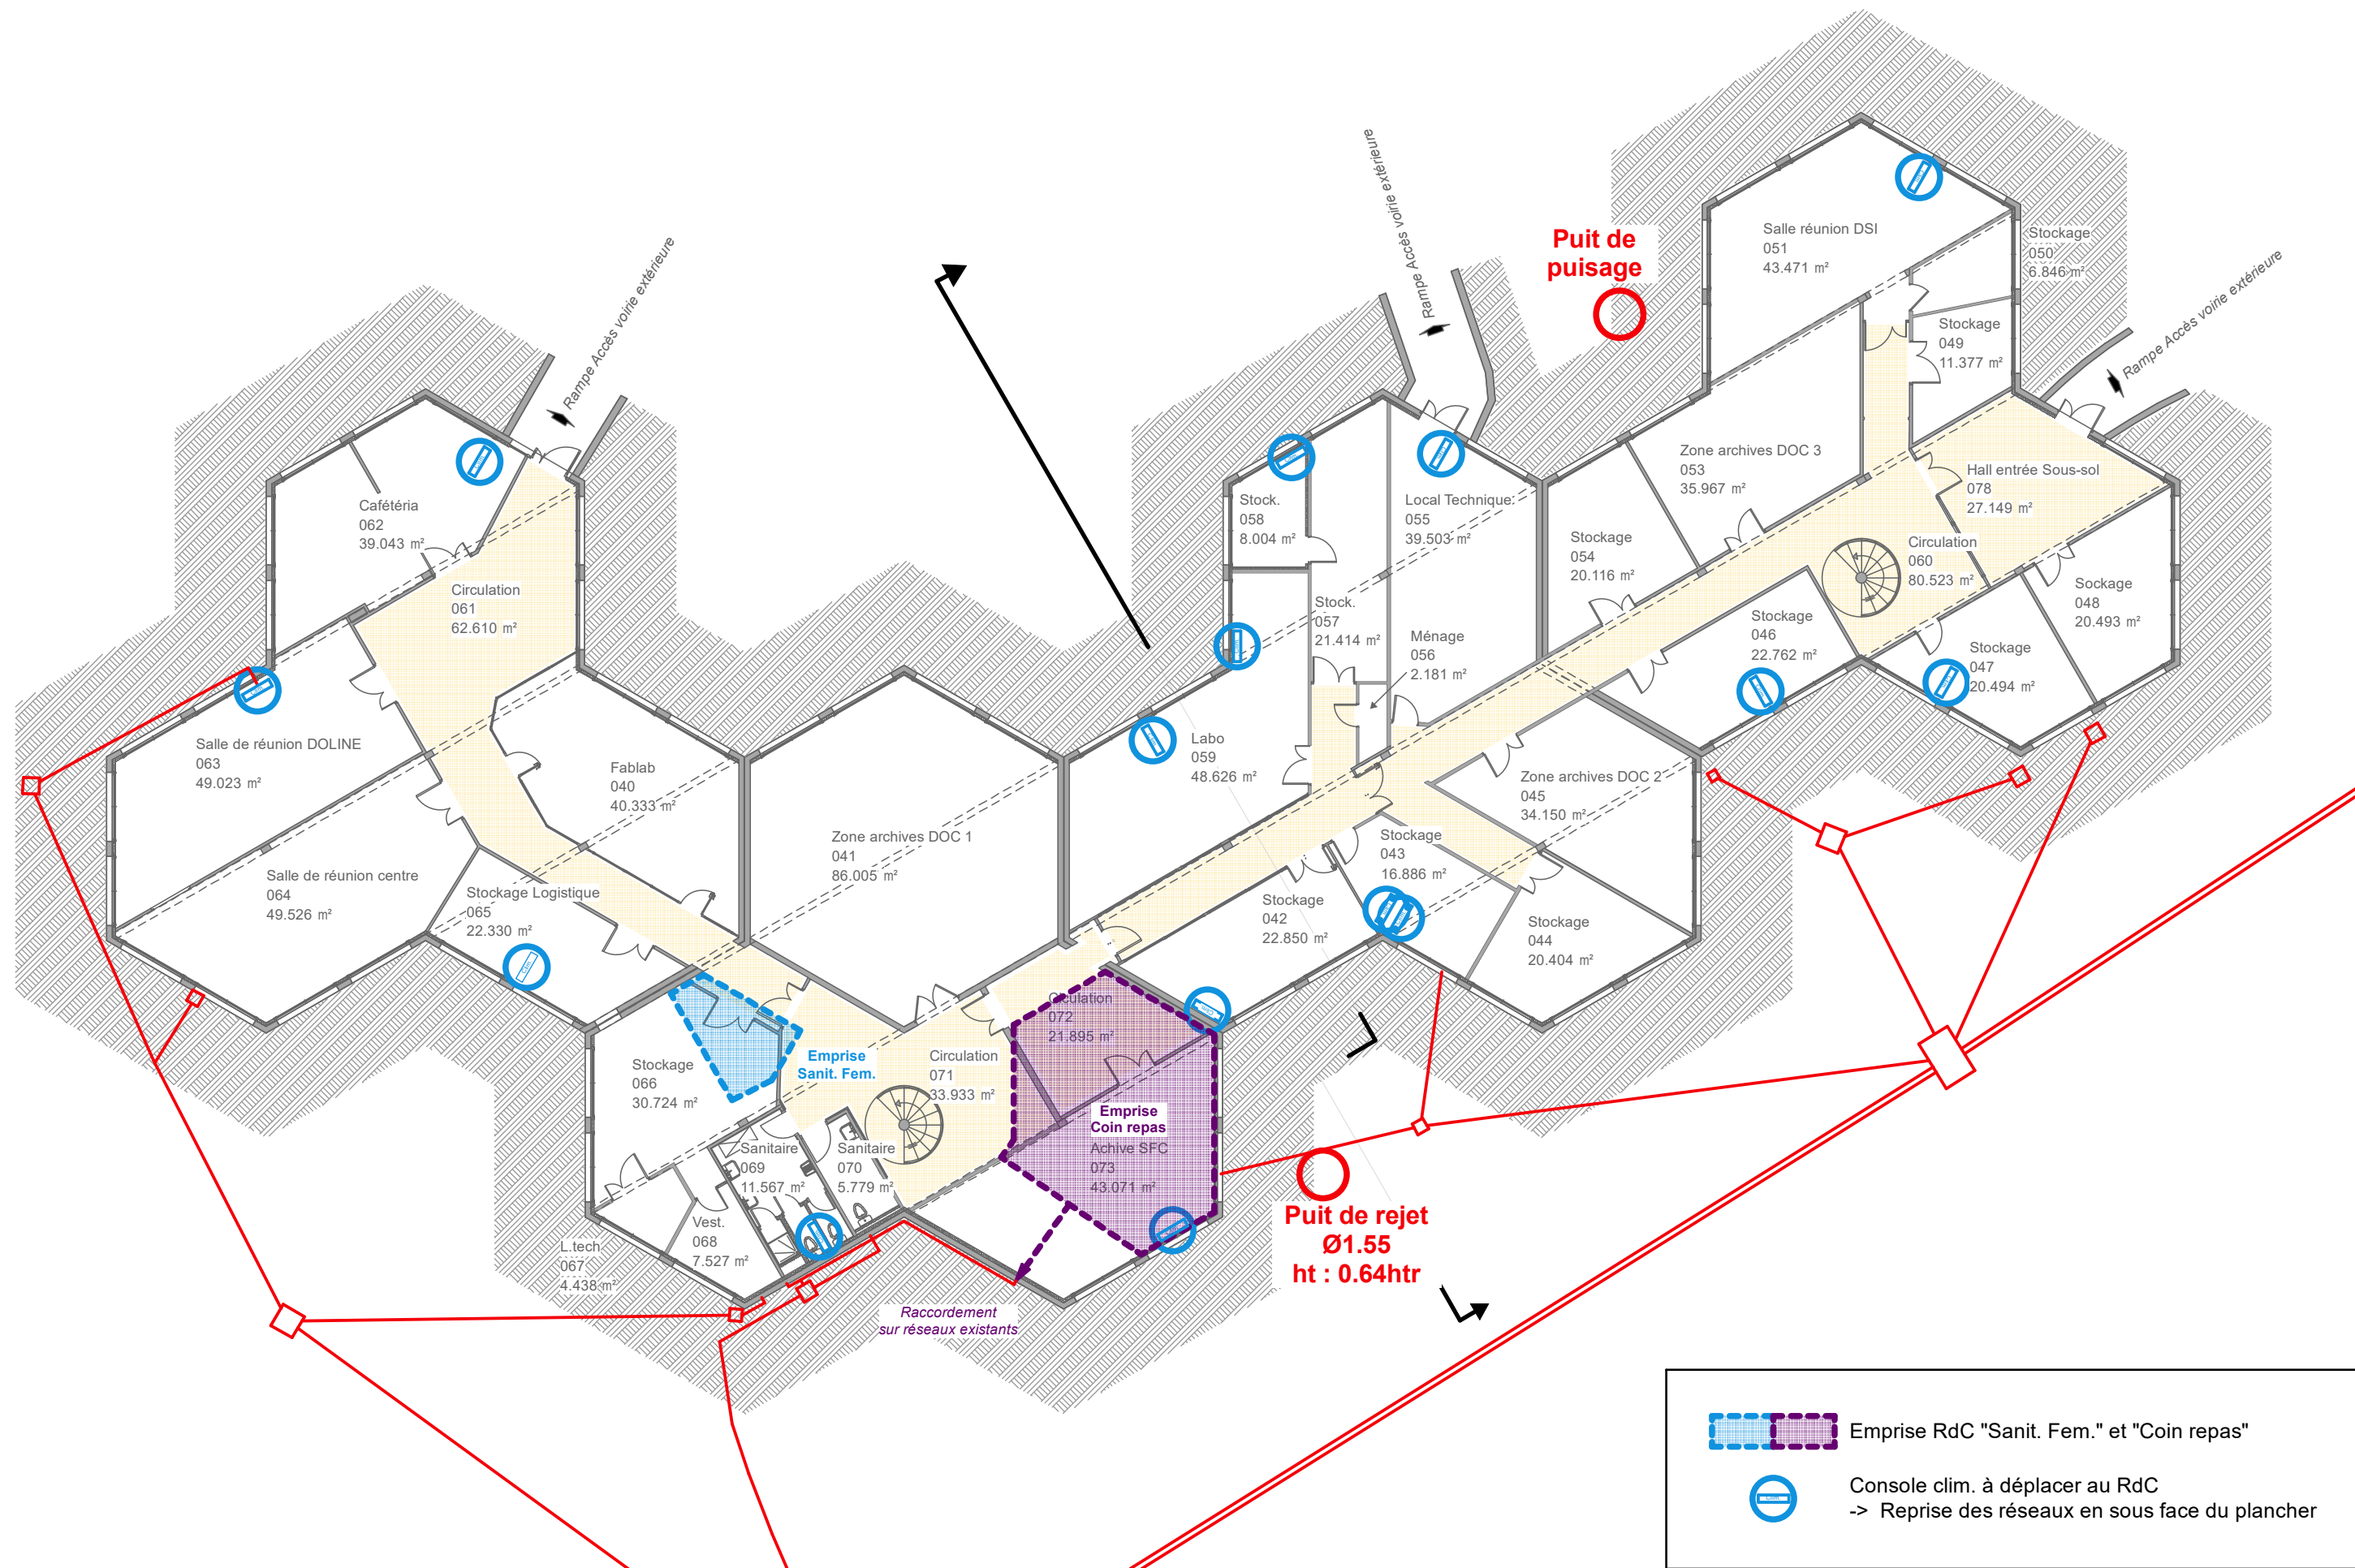 Rampe Accès voirie extérieure
Rampe Accès voirie extérieure
Rampe Accès voirie extérieure
Puit de
puisage
Salle réunion DSI
051
43.471 m²
Stockage
050
6.846 m²
Stockage
049
11.377 m²
Zone archives DOC 3
053
35.967 m²
Hall entrée Sous-sol
078
27.149 m²
Cafétéria
062
39.043 m²
Stock.
058
8.004 m²
Local Technique
055
39.503 m²
Stockage
054
20.116 m²
Circulation
060
80.523 m²
Sockage
048
20.493 m²
Circulation
061
62.610 m²
Stock.
057
21.414 m²
Ménage
056
2.181 m²
Stockage
046
22.762 m²
Stockage
047
20.494 m²
Salle de réunion DOLINE
063
49.023 m²
Fablab
040
40.333 m²
Labo
059
48.626 m²
Zone archives DOC 2
045
34.150 m²
Zone archives DOC 1
041
86.005 m²
Stockage
043
16.886 m²
Salle de réunion centre
064
49.526 m²
Stockage Logistique
065
22.330 m²
Stockage
042
22.850 m²
Stockage
044
20.404 m²
Ciculation
072
21.895 m²
Stockage
066
30.724 m²
Emprise
Sanit. Fem.
Circulation
071
33.933 m²
Emprise
Coin repas
Achive SFC
073
43.071 m²
Sanitaire
069
11.567 m²
Sanitaire
070
5.779 m²
Vest.
068
7.527 m²
L.tech
067
4.438 m²
Puit de rejet
Ø1.55
ht : 0.64htr
Raccordement
sur réseaux existants
Emprise RdC "Sanit. Fem." et "Coin repas"
Console clim. à déplacer au RdC
-> Reprise des réseaux en sous face du plancher